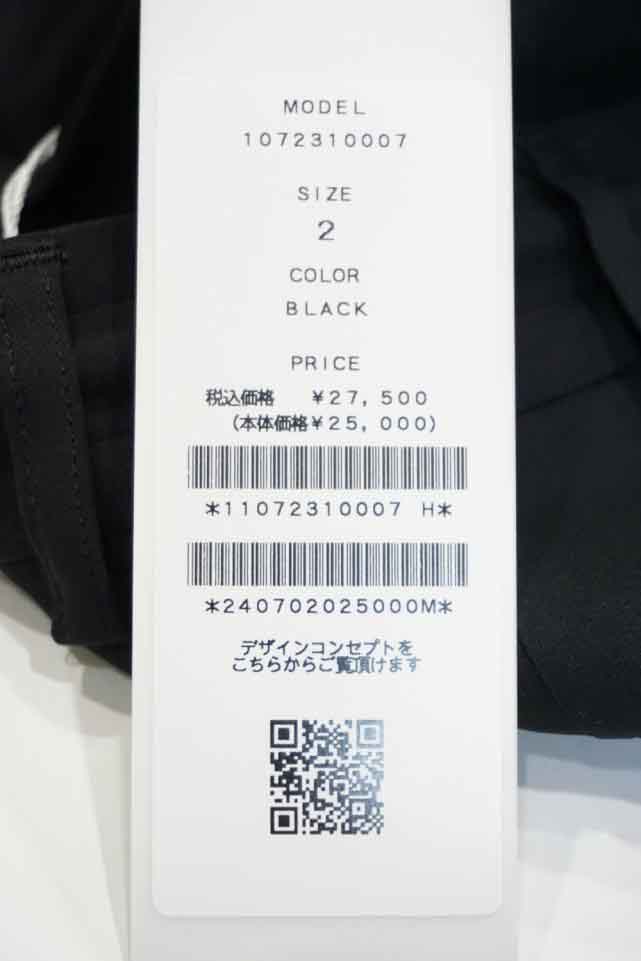 MODEL
1072310007
SIZE
2
COLOR
BLACK
PRICE
税込価格 ¥27,500
(本体価格¥25,000)
*11072310007 H*
*240702025000M*
デザインコンセプトを
こちらからご覧頂けます